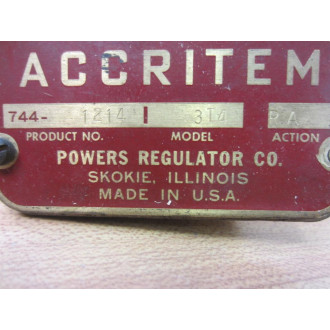 ACCRITEM
744- 1214 314 RA
PRODUCT NO. MODEL ACTION
POWERS REGULATOR CO.
SKOKIE, ILLINOIS
MADE IN U.S.A.